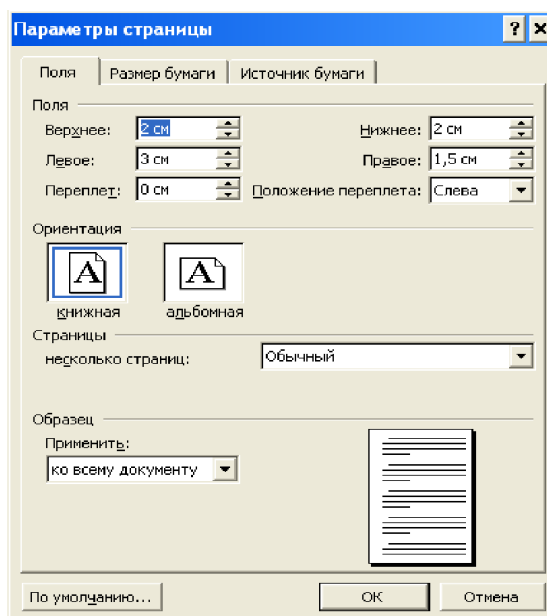 Параметры страницы
Поля Размер бумаги Источник бумаги
Поля
Верхнее: 2 см Нижнее: 2 см
Левое: 3 см Правое: 1,5 см
Переплет: 0 см Положение переплета: Слева
Ориентация
A A
книжная альбомная
Страницы
несколько страниц: Обычный
Образец
Применить:
ко всему документу
По умолчанию... ОК Отмена